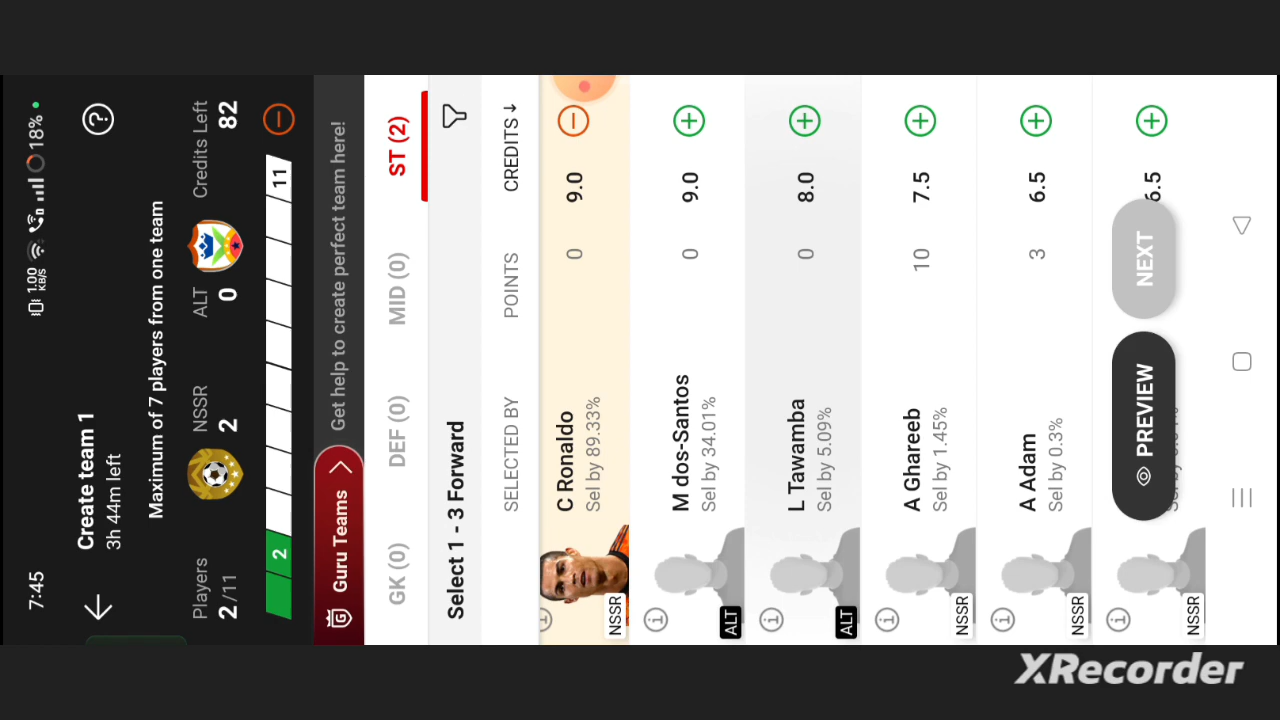 7:45
1.00 KB/S
18%
Create team 1
3h 44m left
Maximum of 7 players from one team
Players
2/11
NSSR
2
ALT
0
Credits Left
82
2
11
Guru Teams
Get help to create perfect team here!
GK (0)
DEF (0)
MID (0)
ST (2)
Select 1 - 3 Forward
SELECTED BY
POINTS
CREDITS
C Ronaldo
Sel by 89.33%
0
9.0
NSSR
M dos-Santos
Sel by 34.01%
0
9.0
ALT
L Tawamba
Sel by 5.09%
0
8.0
ALT
A Ghareeb
Sel by 1.45%
10
7.5
NSSR
A Adam
Sel by 0.3%
3
6.5
NSSR
6.5
NSSR
PREVIEW
NEXT
XRecorder